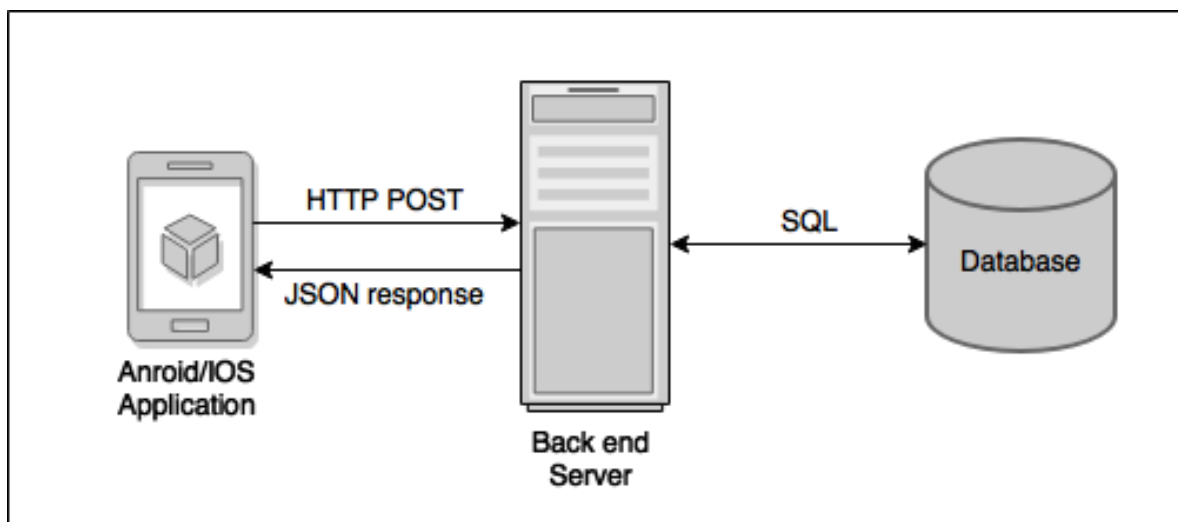 HTTP POST
JSON response
SQL
Database
Anroid/IOS
Application
Back end
Server